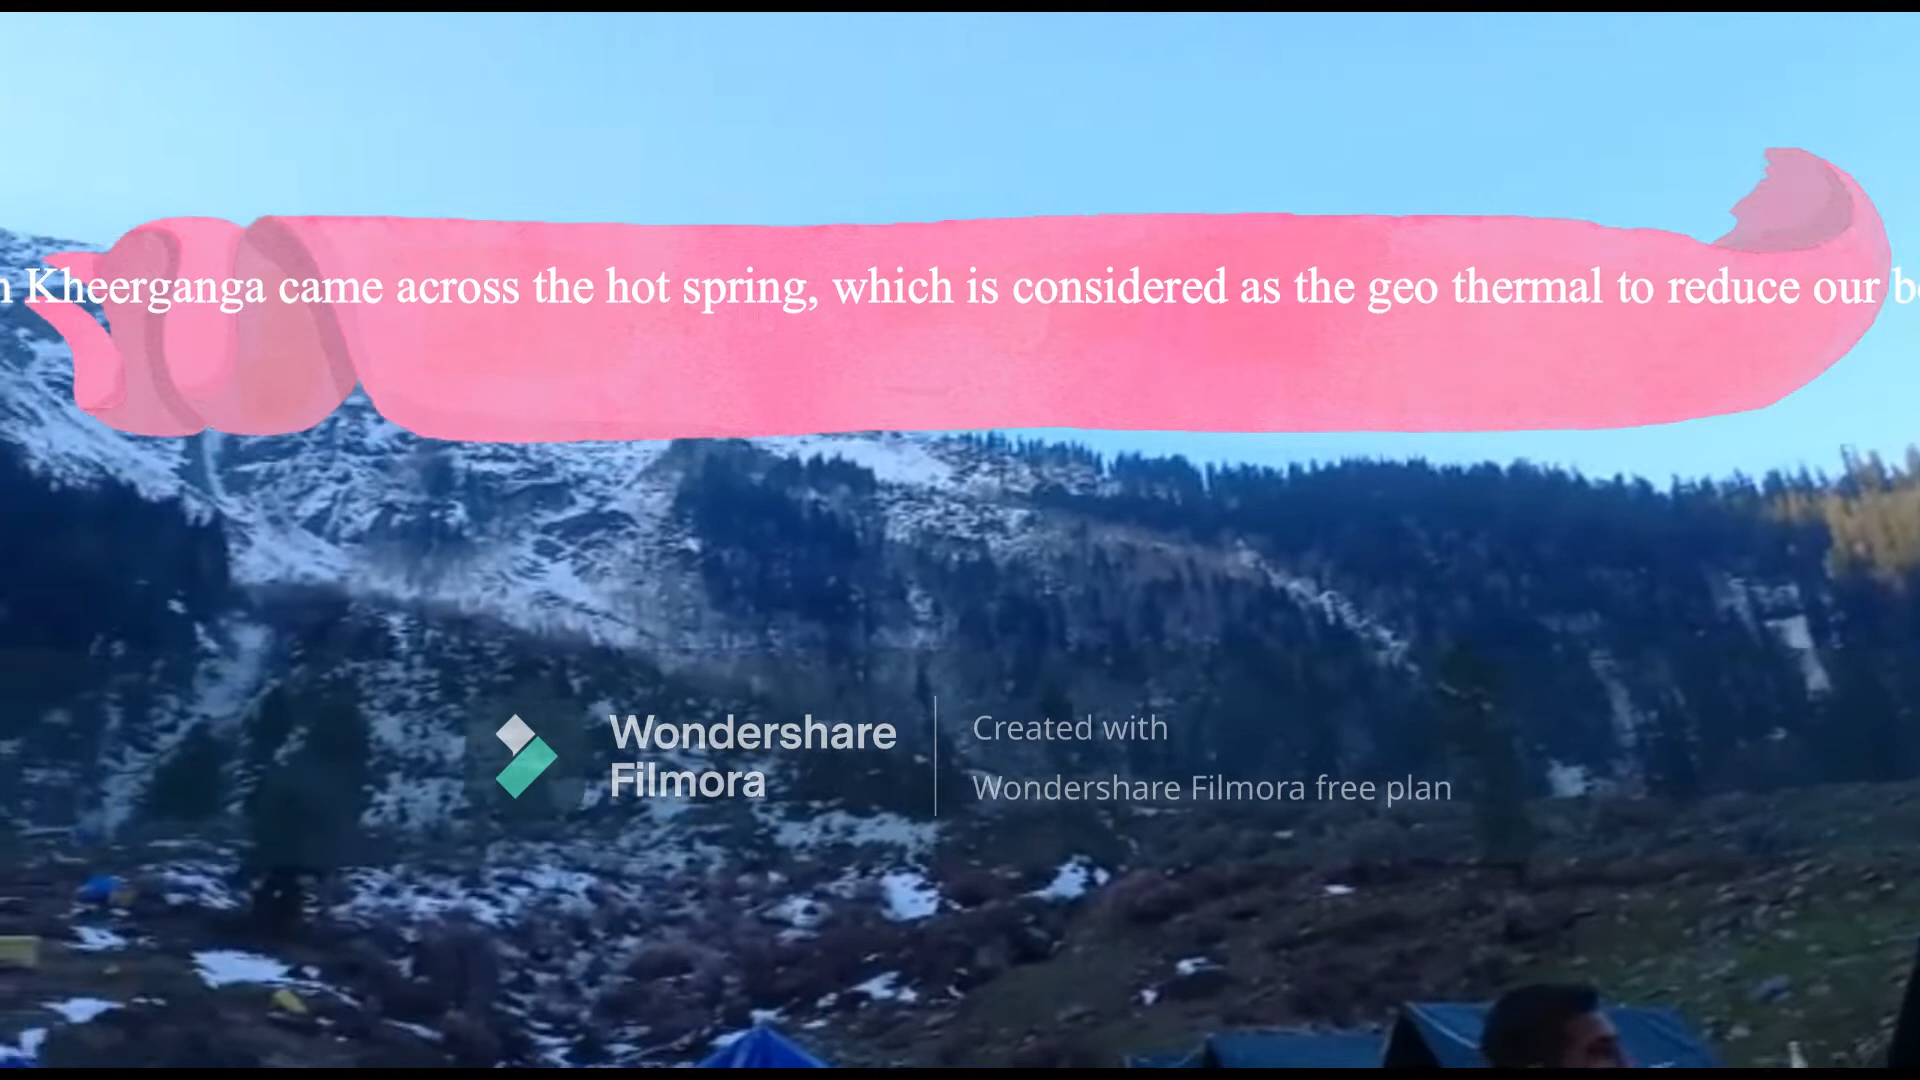 Kheerganga came across the hot spring, which is considered as the geo thermal to reduce our
Wondershare
Filmora
Created with
Wondershare Filmora free plan